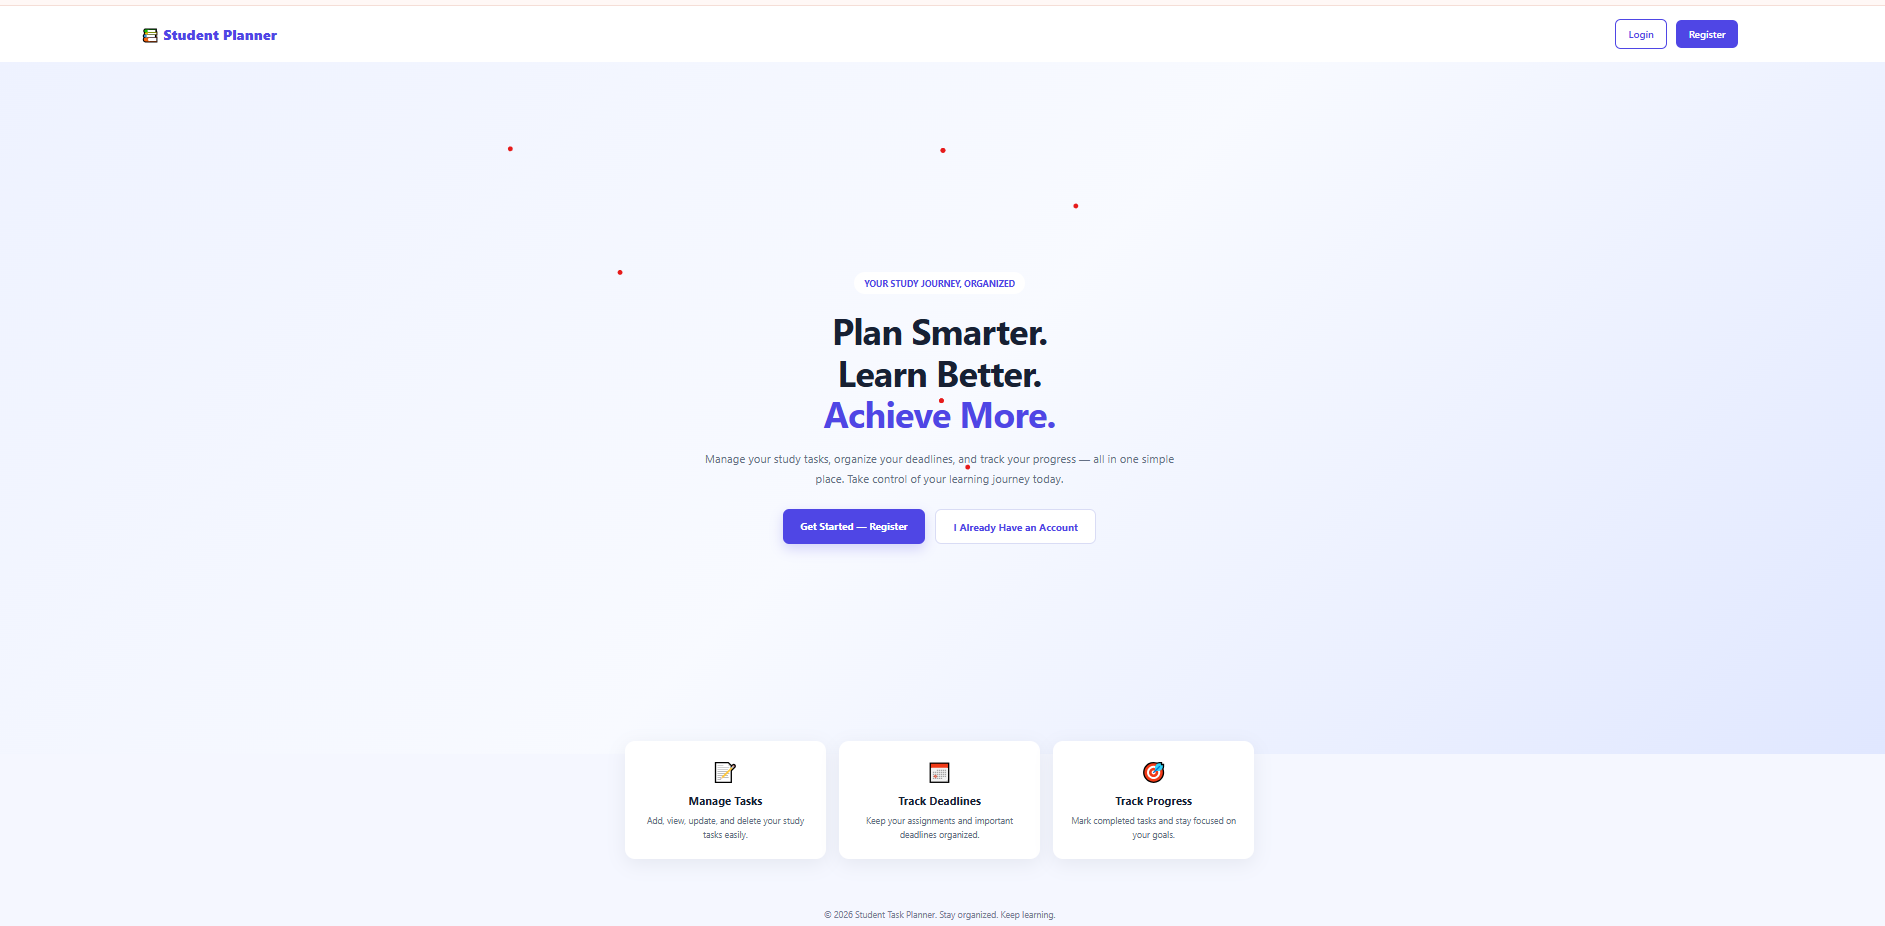 Student Planner
Login
Register
YOUR STUDY JOURNEY, ORGANIZED
Plan Smarter.
Learn Better.
Achieve More.
Manage your study tasks, organize your deadlines, and track your progress — all in one simple
place. Take control of your learning journey today.
Get Started — Register
I Already Have an Account
Manage Tasks
Add, view, update, and delete your study
tasks easily.
Track Deadlines
Keep your assignments and important
deadlines organized.
Track Progress
Mark completed tasks and stay focused on
your goals.
© 2026 Student Task Planner. Stay organized. Keep learning.